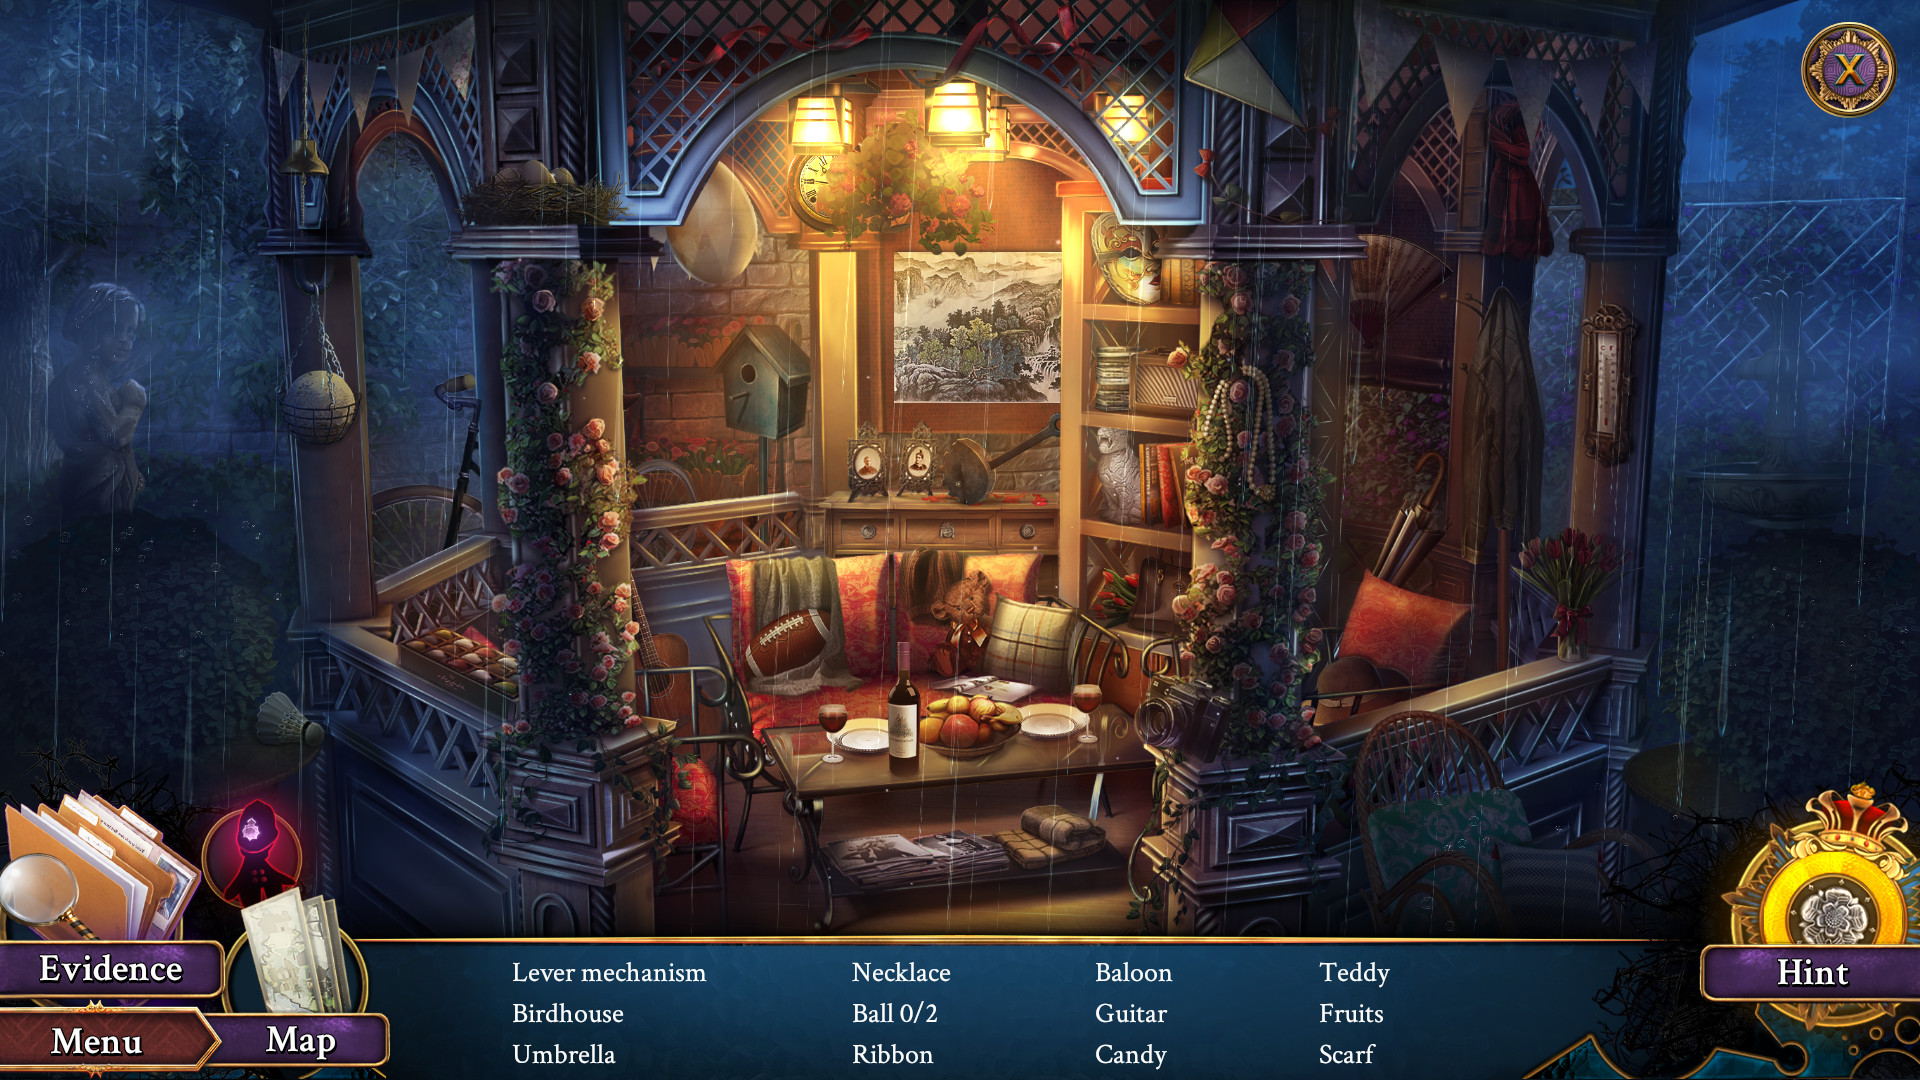 X
Evidence
Menu
Map
Lever mechanism
Necklace
Baloon
Teddy
Birdhouse
Ball 0/2
Guitar
Fruits
Umbrella
Ribbon
Candy
Scarf
Hint